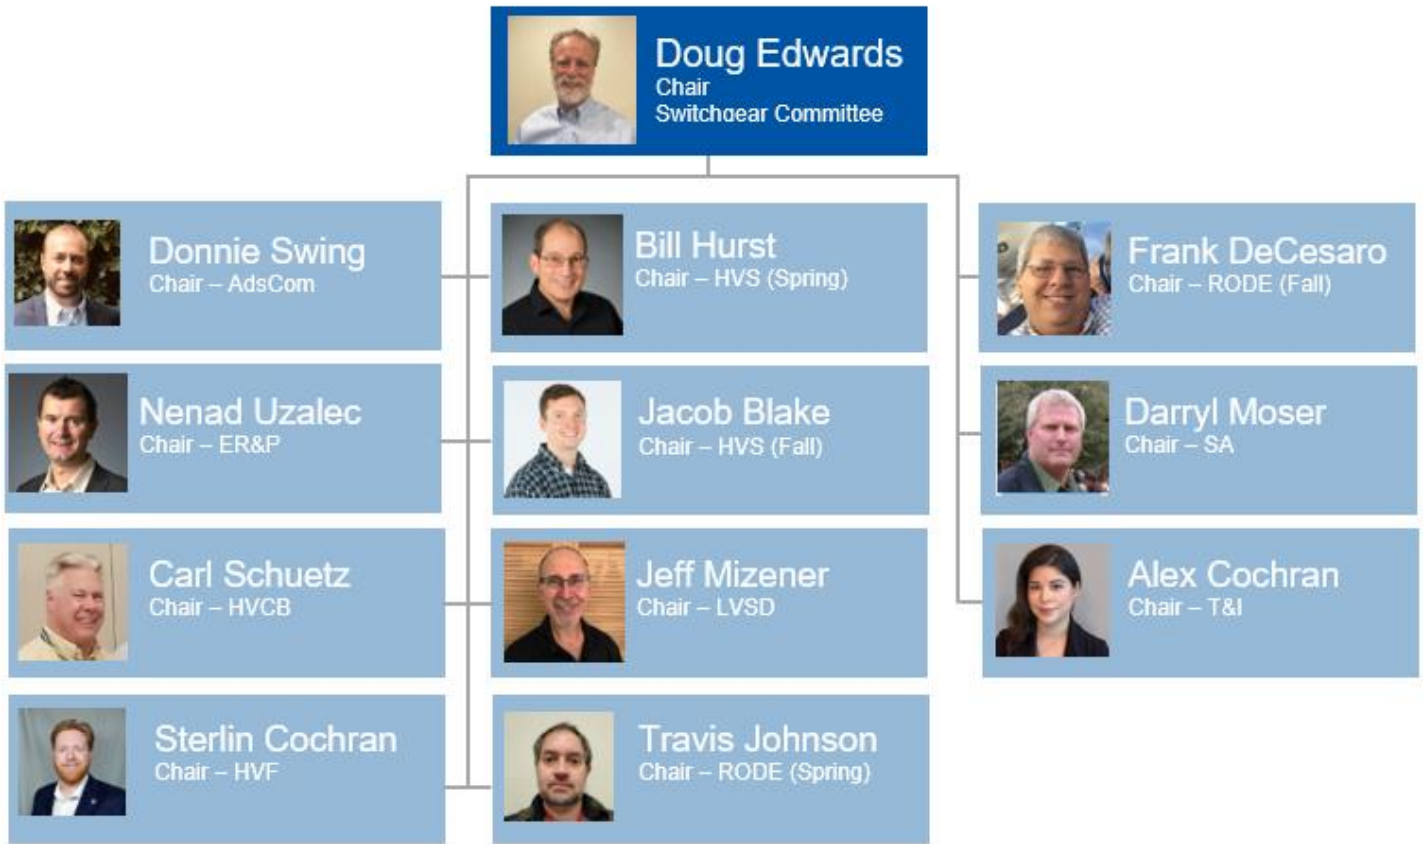 Doug Edwards
Chair
Switchgear Committee
Donnie Swing
Chair – AdsCom
Bill Hurst
Chair – HVS (Spring)
Frank DeCesaro
Chair – RODE (Fall)
Nenad Uzalec
Chair – ER&P
Jacob Blake
Chair – HVS (Fall)
Darryl Moser
Chair – SA
Carl Schuetz
Chair – HVCB
Jeff Mizener
Chair – LVSD
Alex Cochran
Chair – T&I
Sterlin Cochran
Chair – HVF
Travis Johnson
Chair – RODE (Spring)